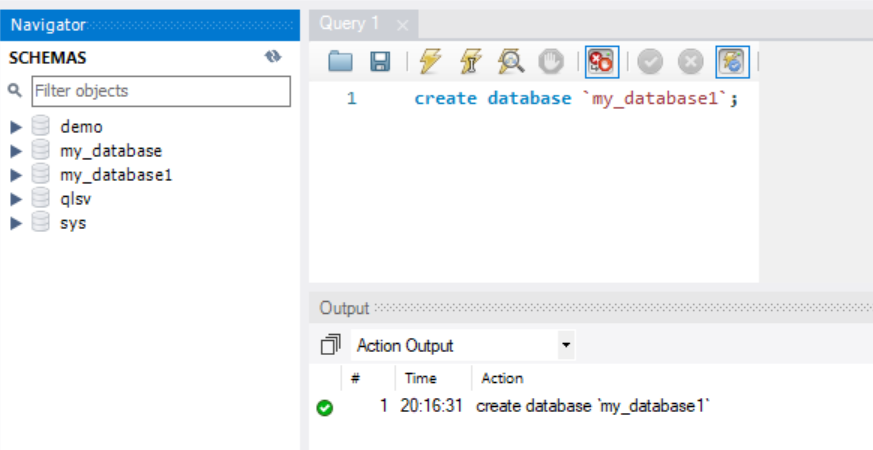 Navigator
SCHEMAS
Filter objects
demo
my_database
my_database1
qlsv
sys
Query 1
1 create database `my_database1`;
Output
Action Output
# Time Action
1 20:16:31 create database `my_database1`